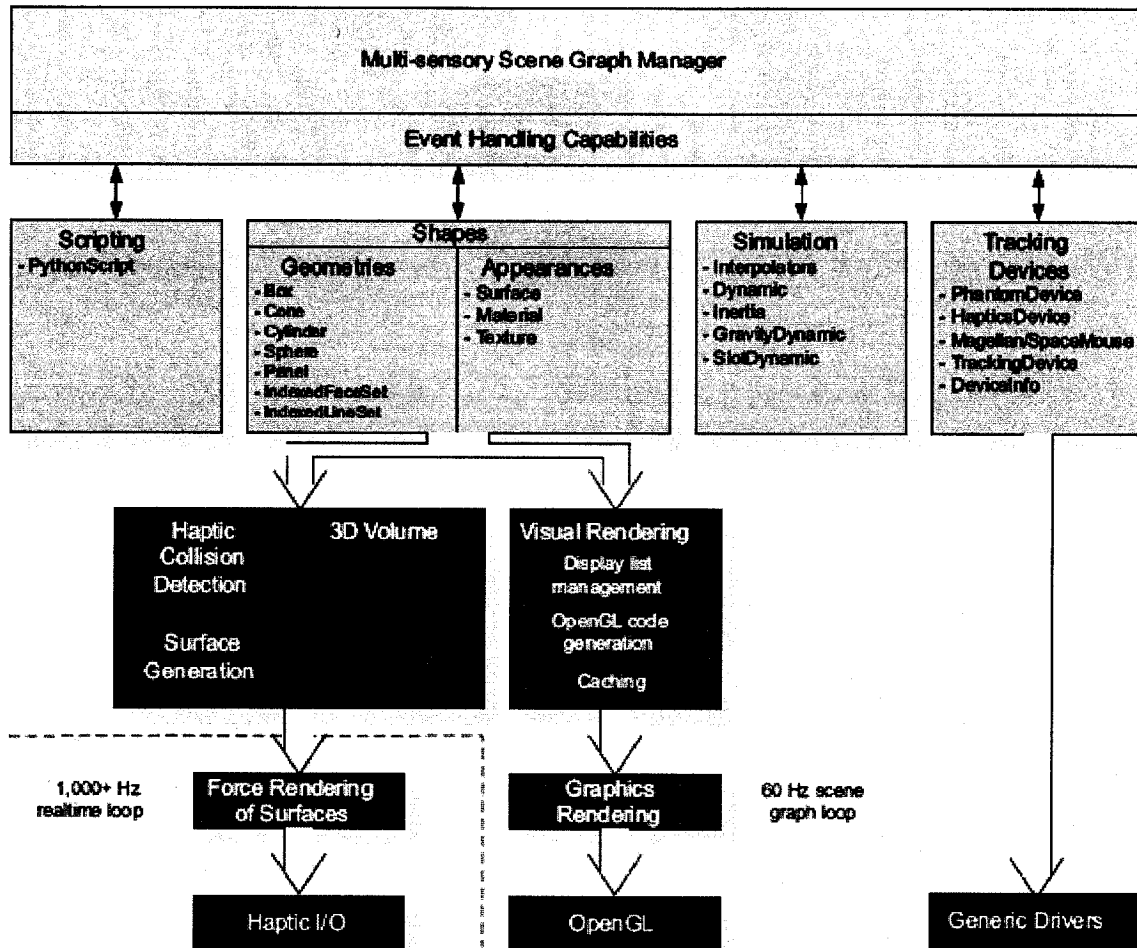 Multi-sensory Scene Graph Manager
Event Handling Capabilities
Scripting
- PythonScript
Shapes
Geometries
- Box
- Cone
- Cylinder
- Sphere
- Panel
- IndexedFaceSet
- IndexedLineSet
Appearances
- Surface
- Material
- Texture
Simulation
- Interpolators
- Dynamic
- Inertia
- GravityDynamic
- SlotDynamic
Tracking
Devices
- PhantomDevice
- HapticsDevice
- Magellan/SpaceMouse
- TrackingDevice
- DeviceInfo
Haptic
Collision
Detection
3D Volume
Surface
Generation
Visual Rendering
Display list
management
OpenGL code
generation
Caching
1,000+ Hz
realtime loop
Force Rendering
of Surfaces
Graphics
Rendering
60 Hz scene
graph loop
Haptic I/O
OpenGL
Generic Drivers